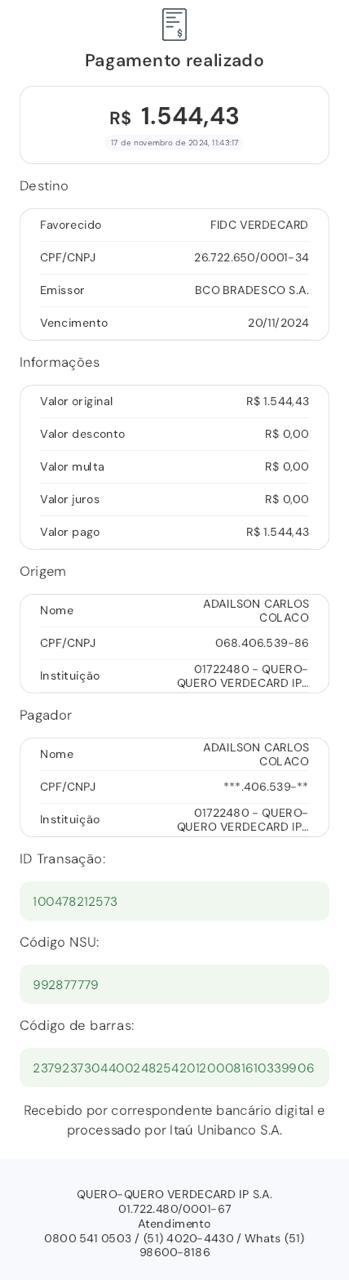 Pagamento realizado
R$ 1.544,43
17 de novembro de 2024, 11:43:17
Destino
Favorecido FIDC VERDECARD
CPF/CNPJ 26.722.650/0001-34
Emissor BCO BRADESCO S.A.
Vencimento 20/11/2024
Informações
Valor original R$ 1.544,43
Valor desconto R$ 0,00
Valor multa R$ 0,00
Valor juros R$ 0,00
Valor pago R$ 1.544,43
Origem
Nome ADAILSON CARLOS
COLACO
CPF/CNPJ 068.406.539-86
Instituição 01722480 - QUERO-
QUERO VERDECARD IP...
Pagador
Nome ADAILSON CARLOS
COLACO
CPF/CNPJ ***.406.539-**
Instituição 01722480 - QUERO-
QUERO VERDECARD IP...
ID Transação:
100478212573
Código NSU:
992877779
Código de barras:
2379237304400248254201200081610339906
Recebido por correspondente bancário digital e
processado por Itaú Unibanco S.A.
QUERO-QUERO VERDECARD IP S.A.
01.722.480/0001-67
Atendimento
0800 541 0503 / (51) 4020-4430 / Whats (51)
98600-8186